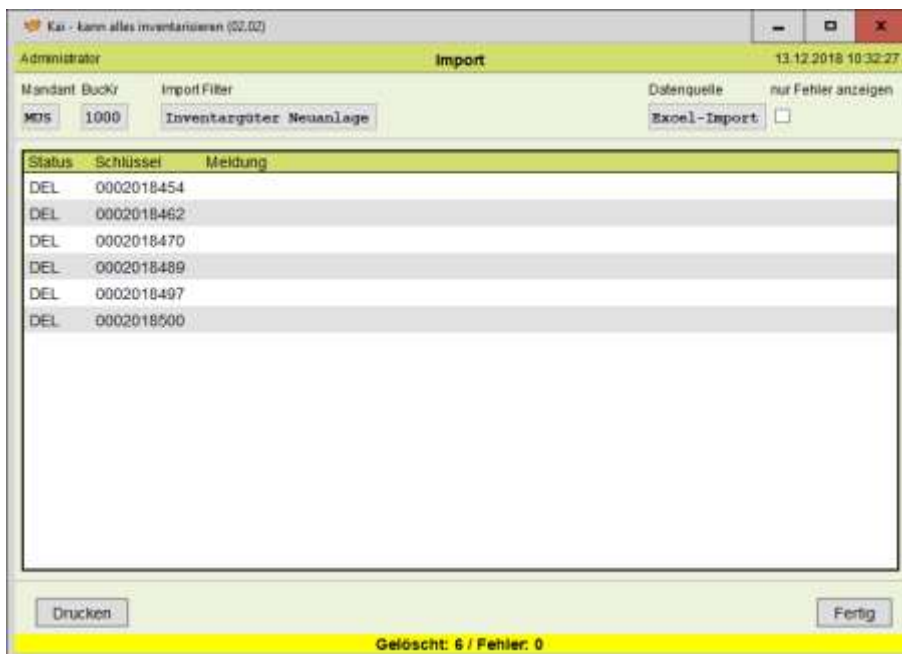 Kai - kann alles inventarisieren (02.02)
Administrator Import 13.12.2018 10:32:27
Mandant BucKr Import Filter Datenquelle nur Fehler anzeigen
MDS 1000 Inventargüter Neuanlage Excel-Import
Status Schlüssel Meldung
DEL 0002018454
DEL 0002018462
DEL 0002018470
DEL 0002018489
DEL 0002018497
DEL 0002018500
Drucken Fertig
Gelöscht: 6 / Fehler: 0